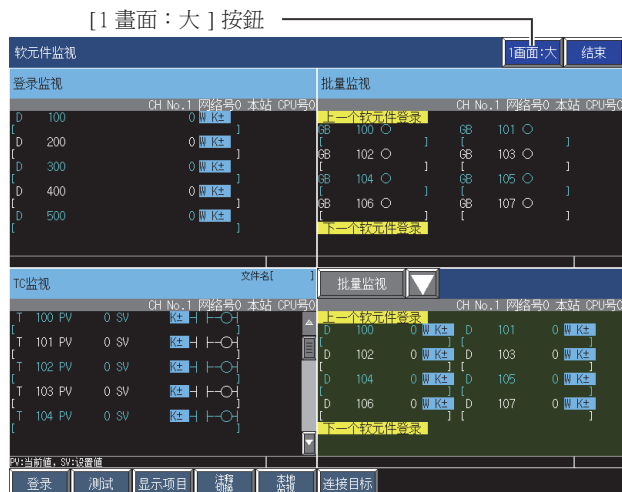 [1 畫面：大 ] 按鈕
软元件监视 1画面:大 结束
登录监视
CH No.1 网络号0 本站 CPU号0
D 100 0 W K±
[ ]
D 200 0 W K±
[ ]
D 300 0 W K±
[ ]
D 400 0 W K±
[ ]
D 500 0 W K±
[ ]
批量监视
CH No.1 网络号0 本站 CPU号0
上一个软元件登录
GB 100 GB 101
[ ] [ ]
GB 102 GB 103
[ ] [ ]
GB 104 GB 105
[ ] [ ]
GB 106 GB 107
[ ] [ ]
下一个软元件登录
TC监视 文件名[ ]
CH No.1 网络号0 本站 CPU号0
T 100 PV 0 SV K±
[ ]
T 101 PV 0 SV K±
[ ]
T 102 PV 0 SV K±
[ ]
T 103 PV 0 SV K±
[ ]
T 104 PV 0 SV K±
[ ]
PV:当前值, SV:设置值
批量监视
CH No.1 网络号0 本站 CPU号0
上一个软元件登录
D 100 0 W K± D 101 0 W K±
[ ] [ ]
D 102 0 W K± D 103 0 W K±
[ ] [ ]
D 104 0 W K± D 105 0 W K±
[ ] [ ]
D 106 0 W K± D 107 0 W K±
[ ] [ ]
下一个软元件登录
登录 测试 显示项目 注释切换 本地监视 连接目标